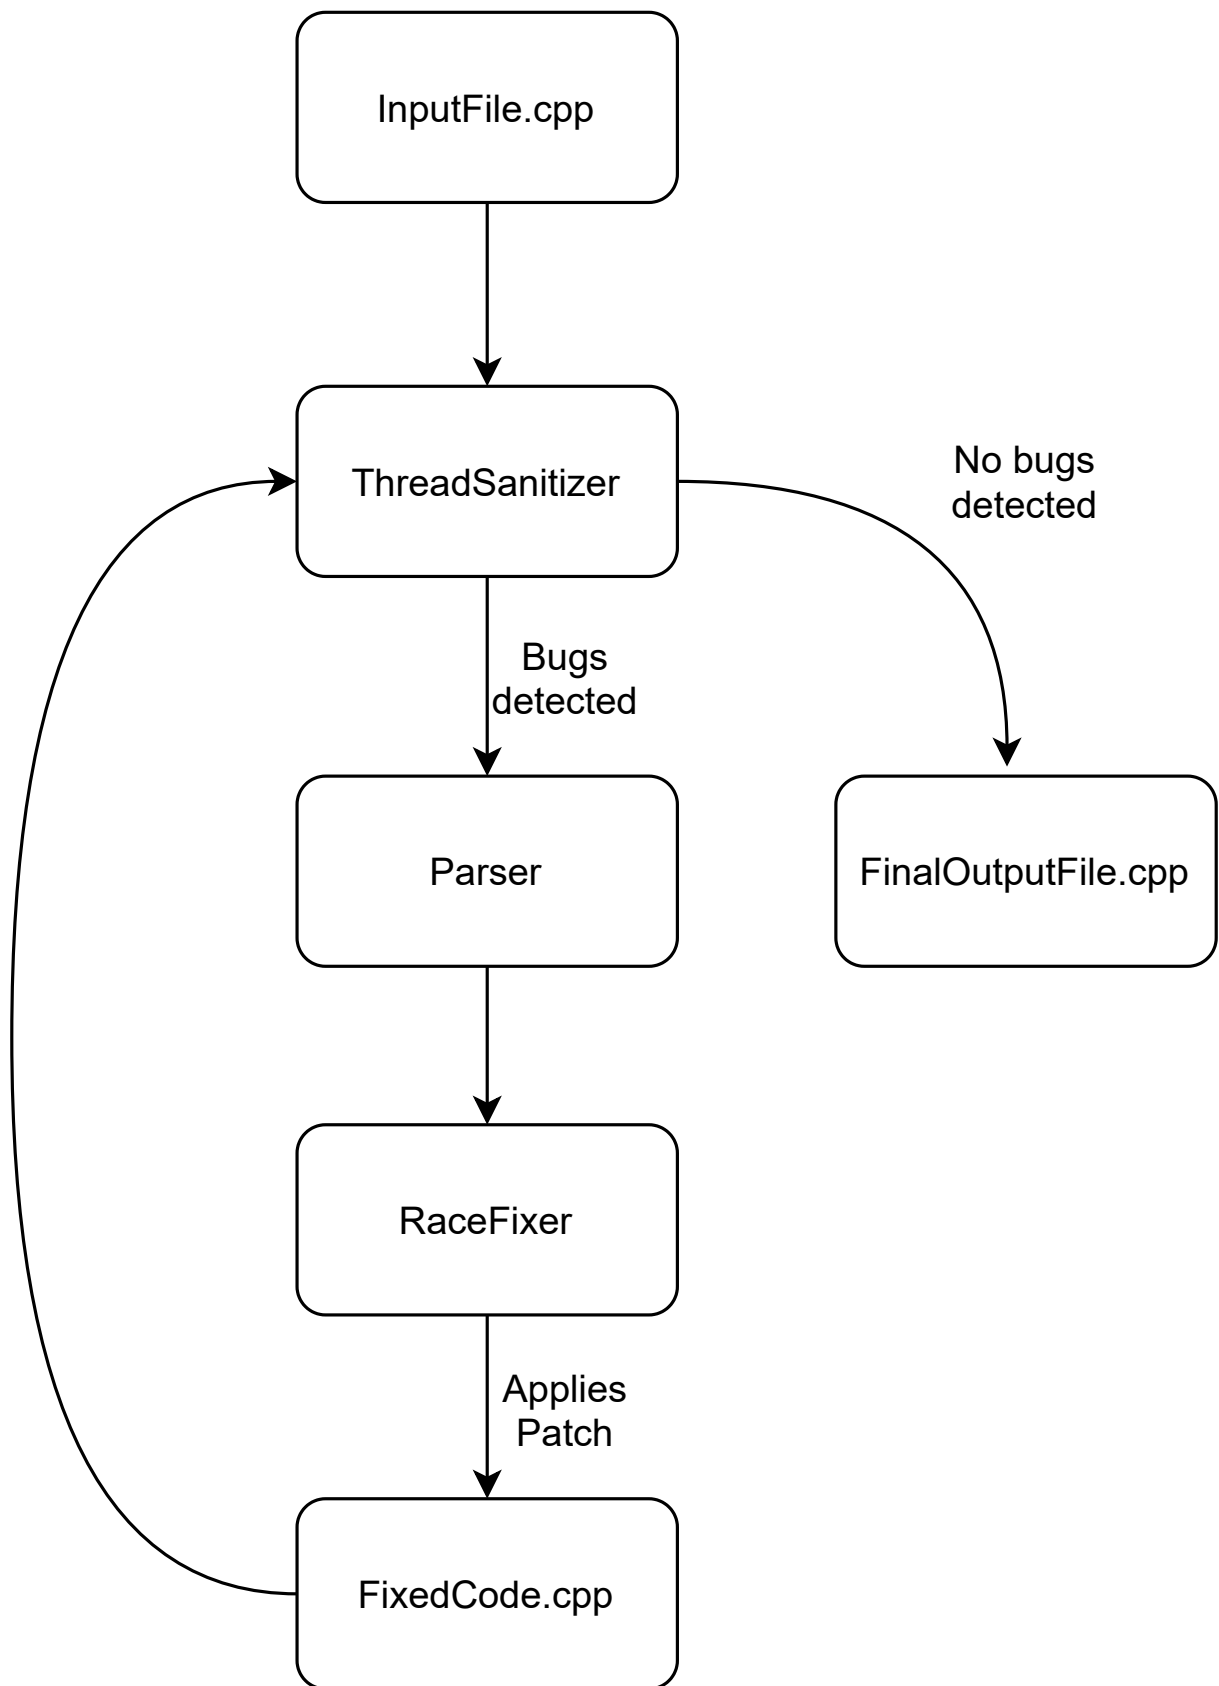 InputFile.cpp
ThreadSanitizer
No bugs
detected
Bugs
detected
Parser
FinalOutputFile.cpp
RaceFixer
Applies
Patch
FixedCode.cpp